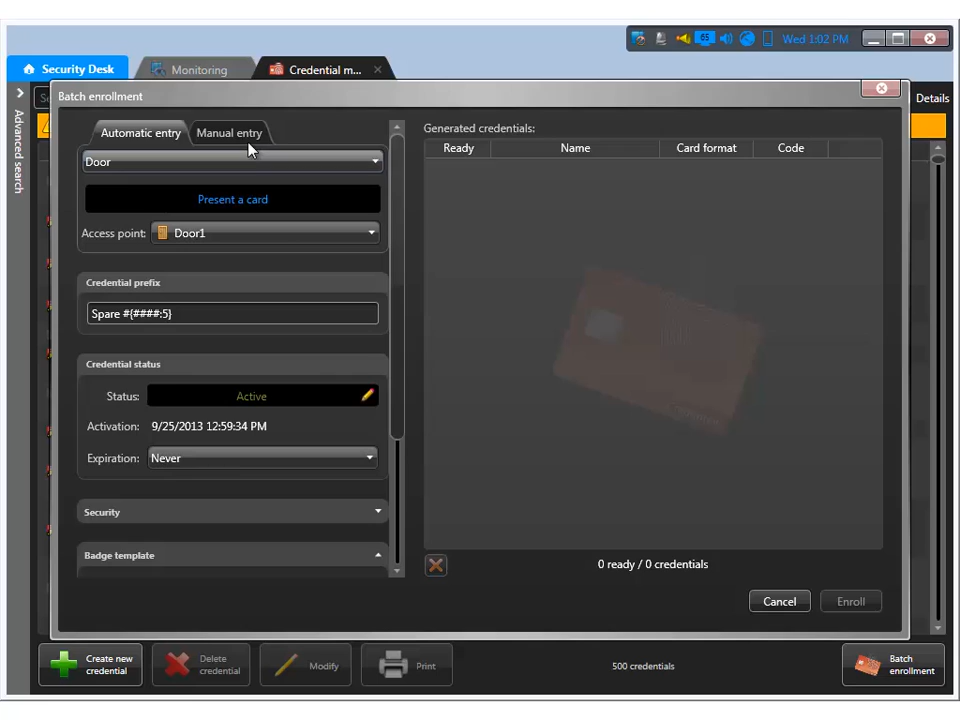 65 Wed 1:02 PM
Security Desk
Monitoring
Credential m...
Advanced search
Details
Batch enrollment
Automatic entry
Manual entry
Door
Present a card
Access point: Door1
Credential prefix
Spare #{####:5}
Credential status
Status: Active
Activation: 9/25/2013 12:59:34 PM
Expiration: Never
Security
Badge template
Generated credentials:
Ready Name Card format Code
0 ready / 0 credentials
Cancel
Enroll
Create new
credential
Delete
credential
Modify
Print
500 credentials
Batch
enrollment